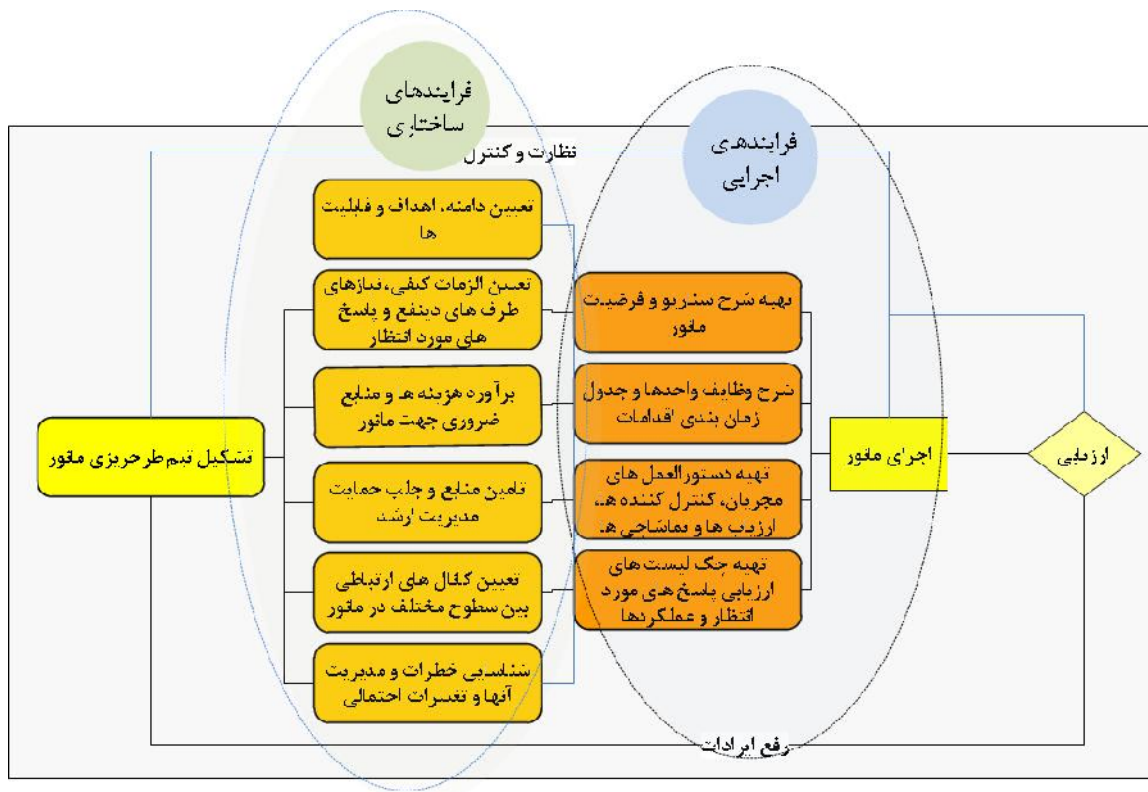 فرایندهای
ساختاری
فرایندهای
اجرایی
نظارت و کنترل
تعیین دامنه، اهداف و قابلیت
ها
تعیین الزمات کیفی، نیازهای
طرف های ذینفع و پاسخ
های مورد انتظار
برآورد هزینه ها و منابع
ضروری جهت مانور
تامین منابع و جلب حمایت
مدیریت ارشد
تعیین کانال های ارتباطی
بین سطوح مختلف در مانور
شناسایی خطرات و مدیریت
آنها و تغییرات احتمالی
تهیه شرح سناریو و فرضیات
مانور
شرح وظایف واحدها و جدول
زمان بندی اقدامات
تهیه دستورالعمل های
مجریان، کنترل کننده ها،
ارزیاب ها و تماشاچی ها
تهیه چک لیست های
ارزیابی پاسخ های مورد
انتظار و عملکردها
تشکیل تیم طرحریزی مانور
اجرای مانور
ارزیابی
رفع ایرادات